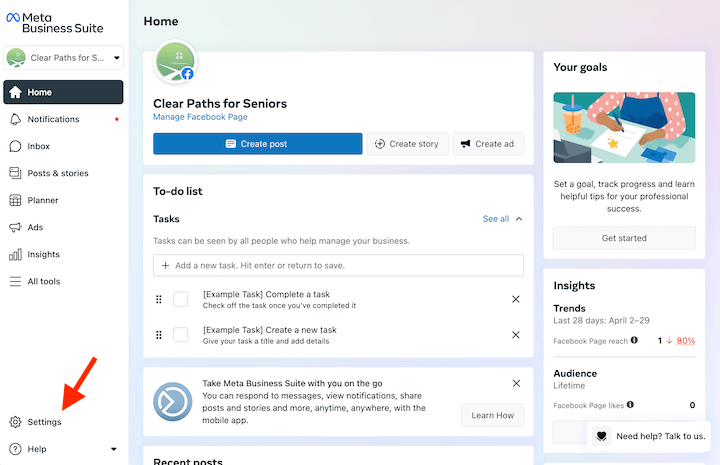 Meta
Business Suite
Clear Paths for S...
Home
Notifications
Inbox
Posts & stories
Planner
Ads
Insights
All tools
Settings
Help
Home
Clear Paths for Seniors
Manage Facebook Page
Create post
Create story
Create ad
To-do list
Tasks
See all
Tasks can be seen by all people who help manage your business.
+ Add a new task. Hit enter or return to save.
[Example Task] Complete a task
Check off the task once you've completed it
[Example Task] Create a new task
Give your task a title and add details
Take Meta Business Suite with you on the go
You can respond to messages, view notifications, share
posts and stories and more, anytime, anywhere, with the
mobile app.
Learn How
Recent posts
Your goals
Set a goal, track progress and learn
helpful tips for your professional
success.
Get started
Insights
Trends
Last 28 days: April 2–29
Facebook Page reach 1 ↓ 80%
Audience
Lifetime
Facebook Page likes 0
Need help? Talk to us.